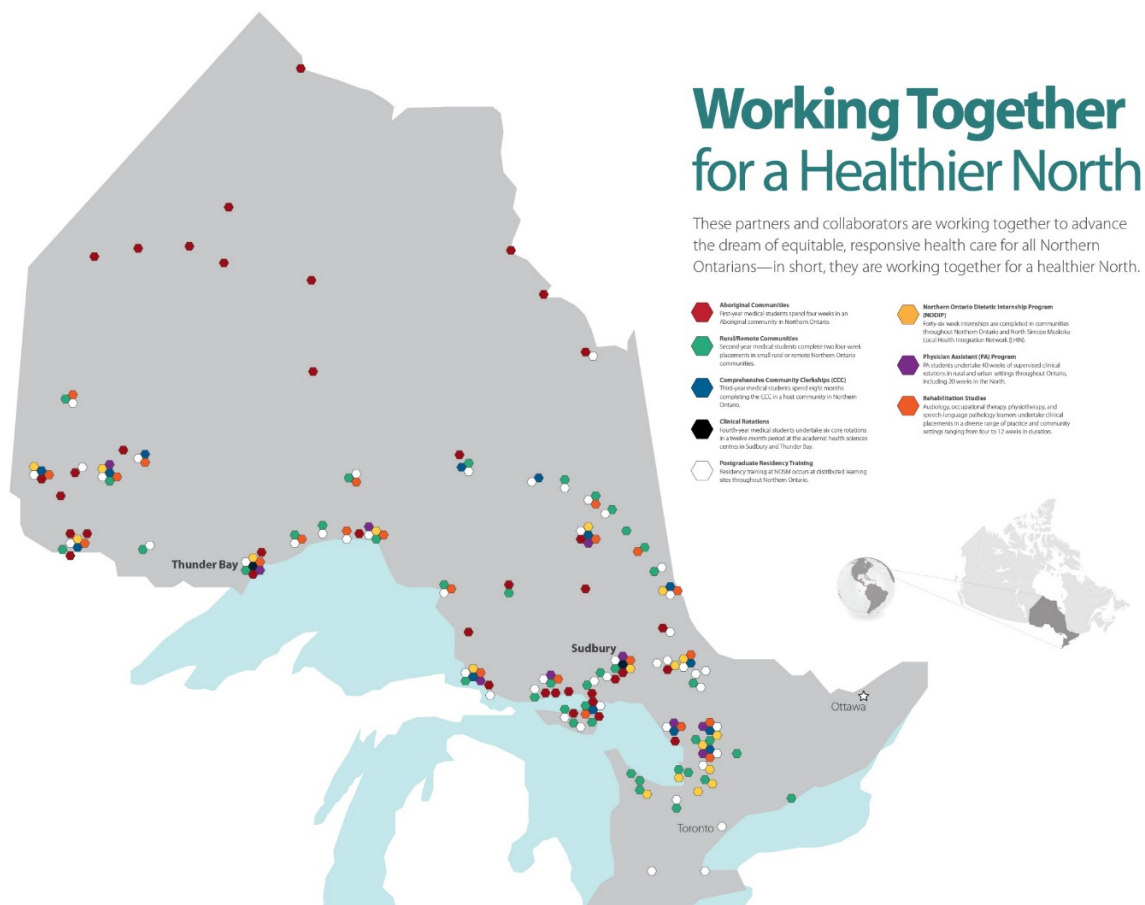 Working Together
for a Healthier North
These partners and collaborators are working together to advance
the dream of equitable, responsive health care for all Northern
Ontarians—in short, they are working together for a healthier North.
Aboriginal Communities
First-year medical students spend four weeks in an
Aboriginal community in Northern Ontario.
Rural/Remote Communities
Second-year medical students complete two four-week
placements in small rural or remote Northern Ontario
communities.
Comprehensive Community Clerkships (CCC)
Third-year medical students spend eight months
completing the CCC in a host community in Northern
Ontario.
Clinical Rotations
Fourth-year medical students undertake six core rotations
in a twelve-month period at the academic health sciences
centres in Sudbury and Thunder Bay.
Postgraduate Residency Training
Residency training at NOSM occurs at distributed learning
sites throughout Northern Ontario.
Northern Ontario Dietetic Internship Program
(NODIP)
Forty-six week internships are completed in communities
throughout Northern Ontario and North Simcoe Muskoka
Local Health Integration Network (LHIN).
Physician Assistant (PA) Program
PA students undertake 40 weeks of supervised clinical
rotations in rural and urban settings throughout Ontario,
including 20 weeks in the North.
Rehabilitation Studies
Audiology, occupational therapy, physiotherapy, and
speech-language pathology learners undertake clinical
placements in a diverse range of practice and community
settings ranging from four to 12 weeks in duration.
Thunder Bay
Sudbury
Ottawa
Toronto